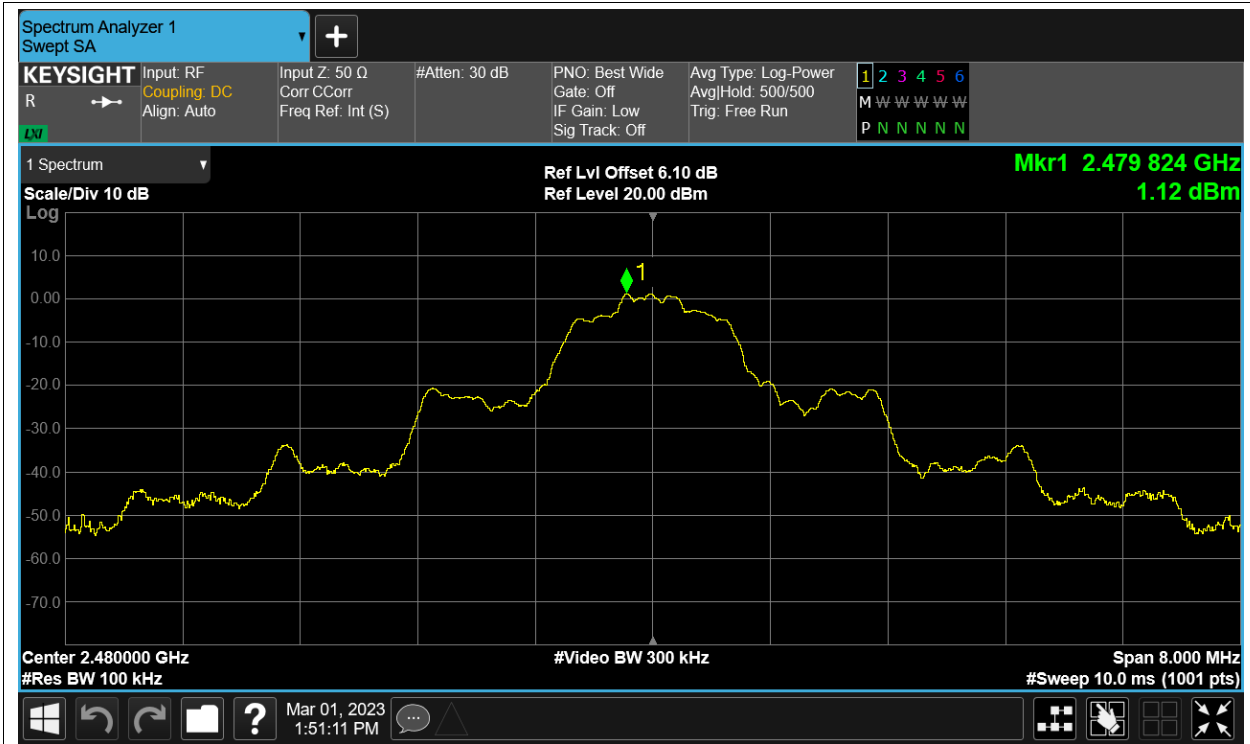 Spectrum Analyzer 1
Swept SA
KEYSIGHT Input: RF Input Z: 50 Ω #Atten: 30 dB PNO: Best Wide Avg Type: Log-Power 1 2 3 4 5 6
R Coupling: DC Corr CCorr Gate: Off Avg|Hold: 500/500 M W W W W W
Align: Auto Freq Ref: Int (S) IF Gain: Low Trig: Free Run
LXI Sig Track: Off P N N N N N
1 Spectrum Ref Lvl Offset 6.10 dB Mkr1 2.479 824 GHz
Scale/Div 10 dB Ref Level 20.00 dBm 1.12 dBm
Log
10.0
1
0.00
-10.0
-20.0
-30.0
-40.0
-50.0
-60.0
-70.0
Center 2.480000 GHz #Video BW 300 kHz Span 8.000 MHz
#Res BW 100 kHz #Sweep 10.0 ms (1001 pts)
? Mar 01, 2023
1:51:11 PM